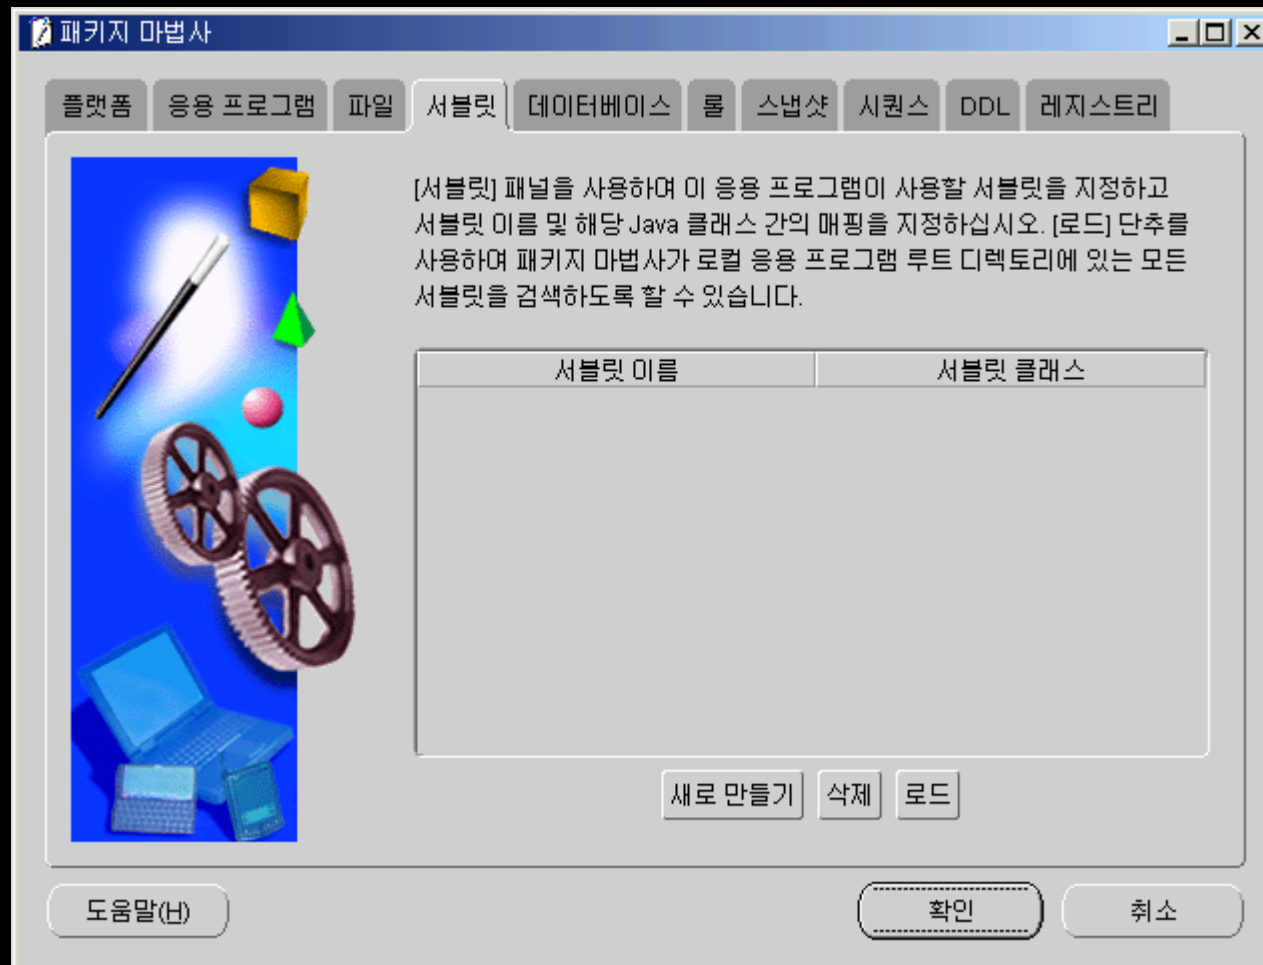 패키지 마법사
플랫폼 응용 프로그램 파일 서블릿 데이터베이스 롤 스냅샷 시퀀스 DDL 레지스트리
[서블릿] 패널을 사용하여 이 응용 프로그램이 사용할 서블릿을 지정하고
서블릿 이름 및 해당 Java 클래스 간의 매핑을 지정하십시오. [로드] 단추를
사용하며 패키지 마법사가 로컬 응용 프로그램 루트 디렉토리에 있는 모든
서블릿을 검색하도록 할 수 있습니다.
서블릿 이름 서블릿 클래스
새로 만들기 삭제 로드
도움말(H) 확인 취소